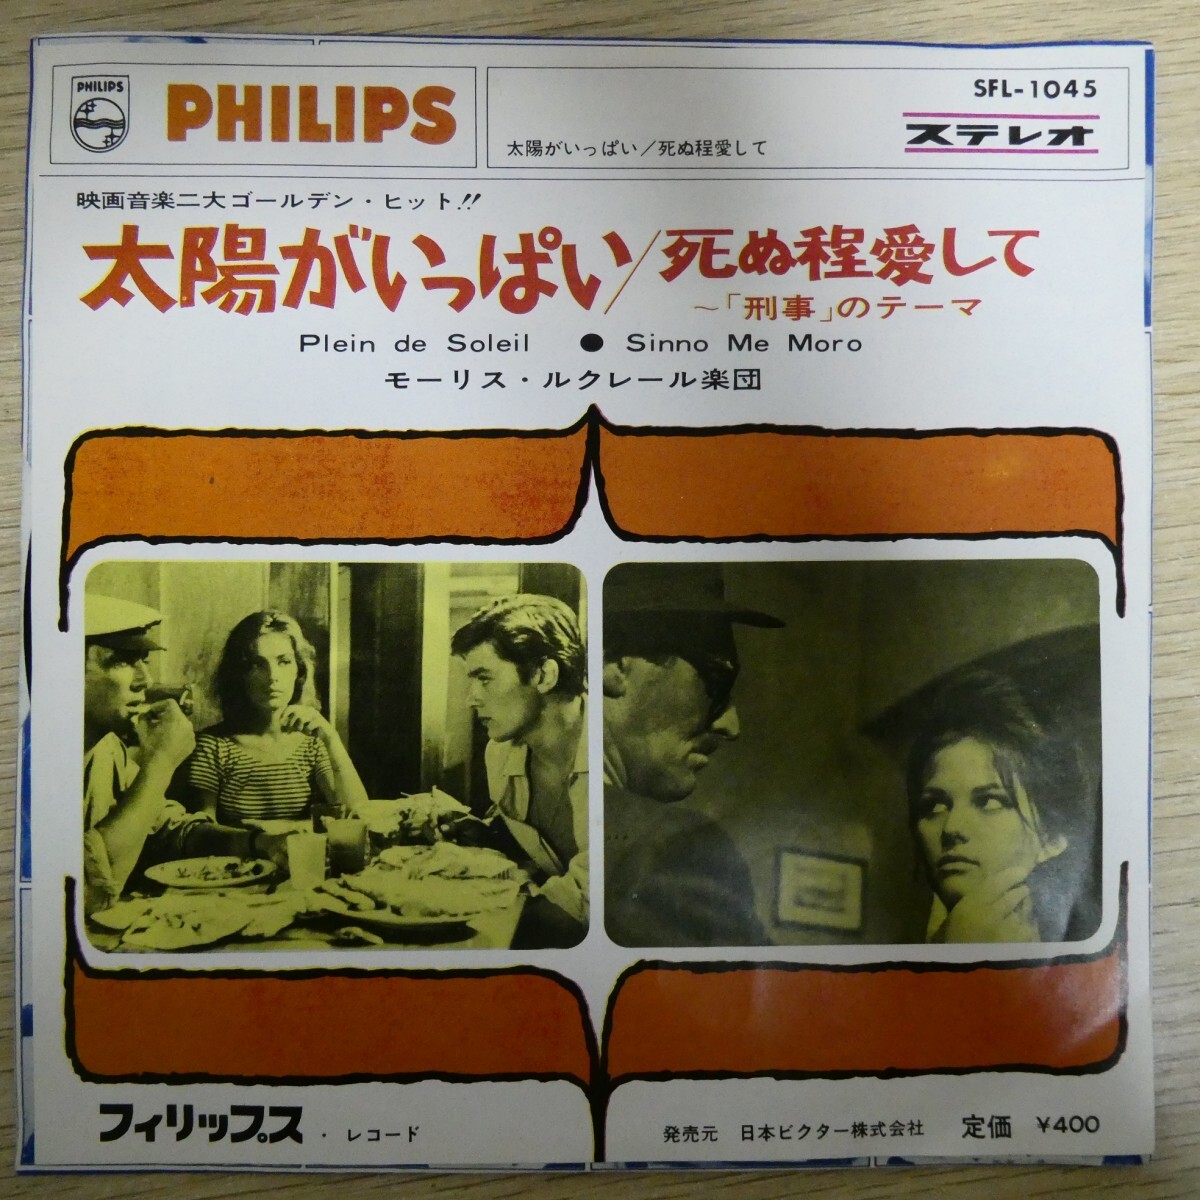 PHILIPS
PHILIPS
太陽がいっぱい/死ぬ程愛して
SFL-1045
ステレオ
映画音楽二大ゴールデン・ヒット!!
太陽がいっぱい/死ぬ程愛して
~「刑事」のテーマ
Plein de Soleil ● Sinno Me Moro
モーリス・ルクレール楽団
フィリップス・レコード
発売元 日本ビクター株式会社 定価 ¥400